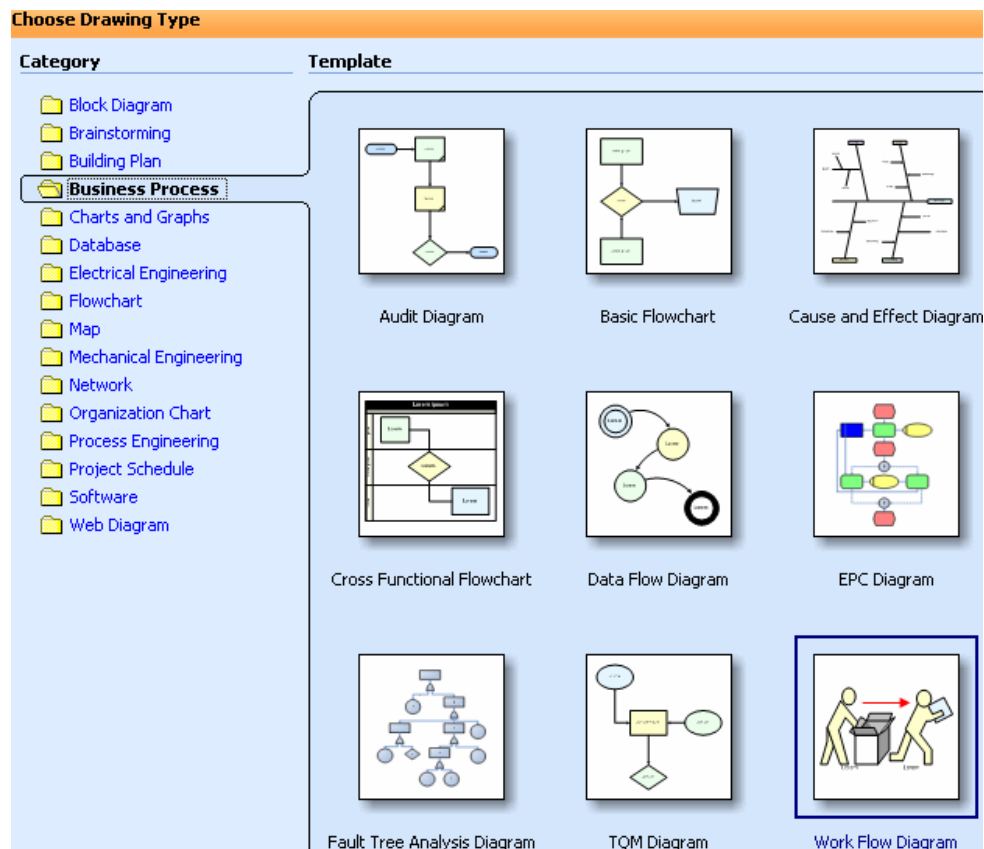 Choose Drawing Type
Category
Template
Block Diagram
Brainstorming
Building Plan
Business Process
Charts and Graphs
Database
Electrical Engineering
Flowchart
Map
Mechanical Engineering
Network
Organization Chart
Process Engineering
Project Schedule
Software
Web Diagram
Audit Diagram
Basic Flowchart
Cause and Effect Diagram
Lorem Ipsum
Cross Functional Flowchart
Data Flow Diagram
EPC Diagram
Fault Tree Analysis Diagram
TQM Diagram
Work Flow Diagram